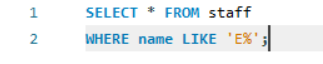 1 SELECT * FROM staff
2 WHERE name LIKE 'E%';